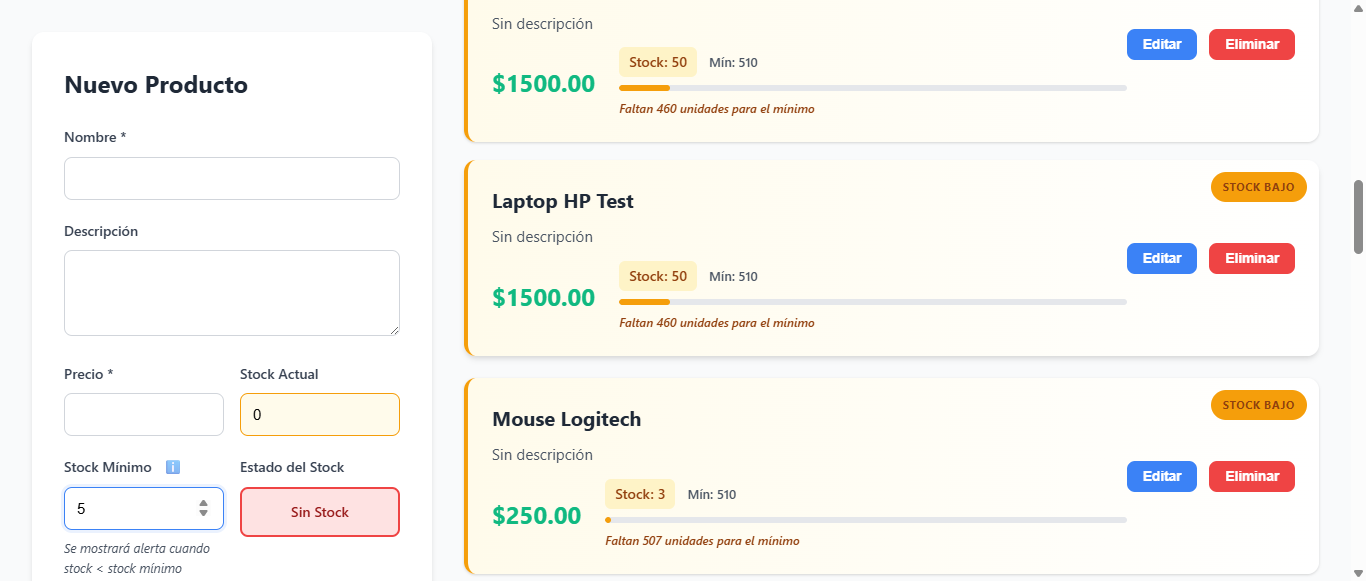 Nuevo Producto
Nombre *
Descripción
Precio *
Stock Actual
0
Stock Mínimo
i
Estado del Stock
5
Sin Stock
Se mostrará alerta cuando
stock < stock mínimo
Sin descripción
Editar
Eliminar
$1500.00
Stock: 50
Mín: 510
Faltan 460 unidades para el mínimo
STOCK BAJO
Laptop HP Test
Sin descripción
Editar
Eliminar
$1500.00
Stock: 50
Mín: 510
Faltan 460 unidades para el mínimo
STOCK BAJO
Mouse Logitech
Sin descripción
Editar
Eliminar
$250.00
Stock: 3
Mín: 510
Faltan 507 unidades para el mínimo